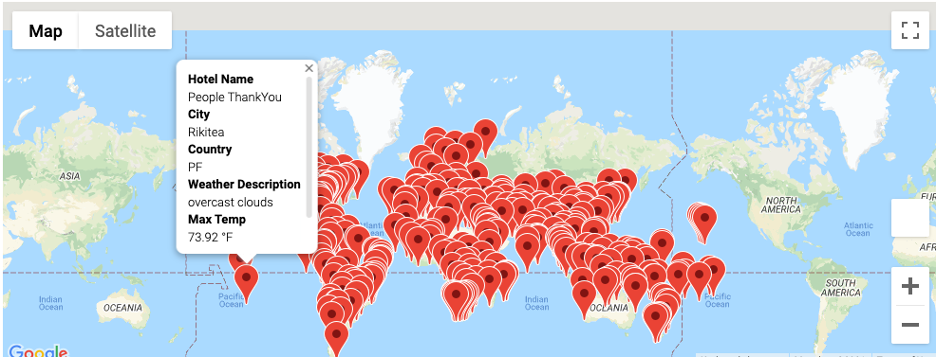 Map
Satellite
Hotel Name
People ThankYou
City
Rikitea
Country
PF
Weather Description
overcast clouds
Max Temp
73.92 °F
ASIA
NORTH
AMERICA
Atlantic
Ocean
Indian
Ocean
OCEANIA
Pacific
Ocean
Indian
Ocean
OCEANIA
Pacific
Ocean
SOUTH
AMERICA
AFR
Google